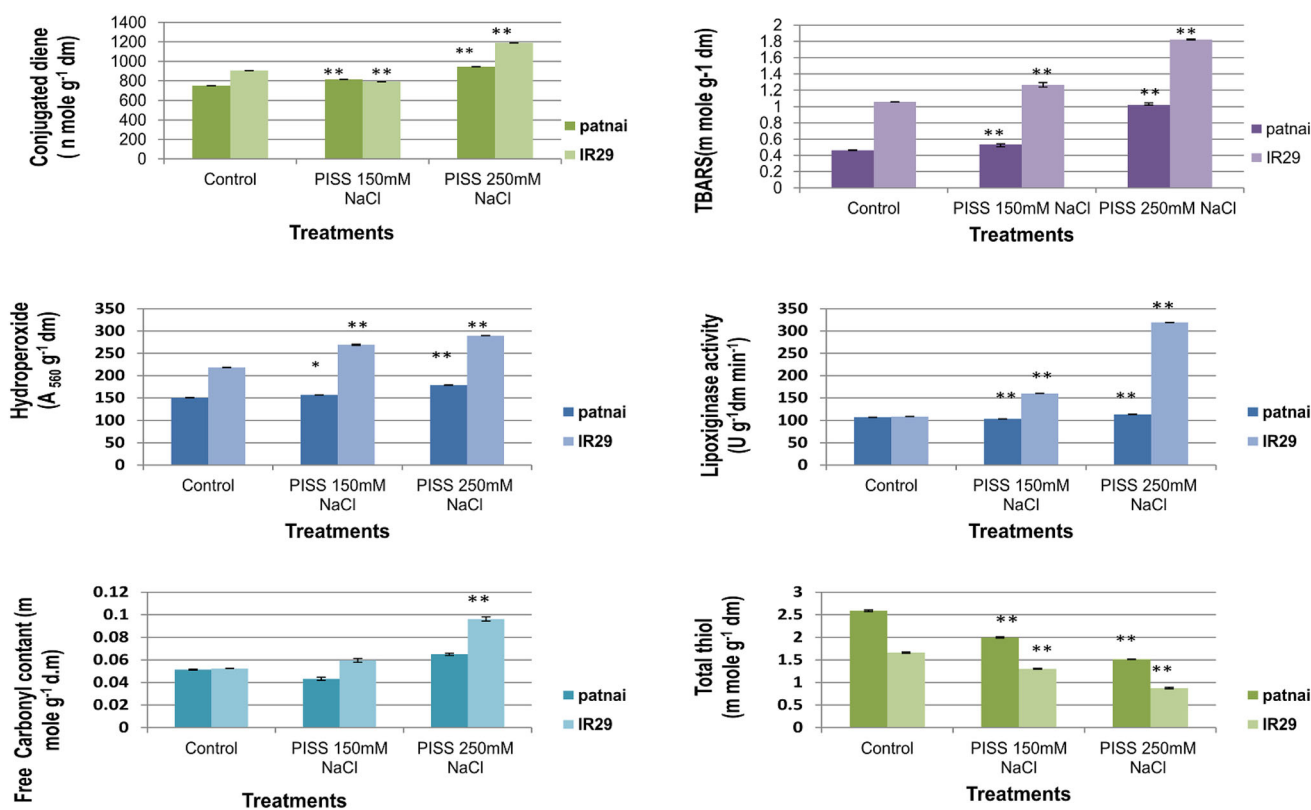 Conjugated diene
( n mole g-1 dm)
1400
1200
1000
800
600
400
200
0
** ** ** **
Control
PISS 150mM
NaCl
PISS 250mM
NaCl
Treatments
patnai
IR29
TBARS(m mole g-1 dm)
2
1.8
1.6
1.4
1.2
1
0.8
0.6
0.4
0.2
0
** ** ** **
Control
PISS 150mM NaCl
PISS 250mM NaCl
Treatments
patnai
IR29
Hydroperoxide
(A 560 g-1 dm)
350
300
250
200
150
100
50
0
* ** ** **
Control
PISS 150mM
NaCl
PISS 250mM
NaCl
Treatments
patnai
IR29
Lipoxiginase activity
(U g-1dm min-1)
350
300
250
200
150
100
50
0
** ** ** **
Control
PISS 150mM
NaCl
PISS 250mM
NaCl
Treatments
patnai
IR29
Free Carbonyl contant (m
mole g-1 d.m)
0.12
0.1
0.08
0.06
0.04
0.02
0
**
Control
PISS 150mM
NaCl
PISS 250mM
NaCl
Treatments
patnai
IR29
Total thiol
(m mole g-1 dm)
3
2.5
2
1.5
1
0.5
0
** ** ** **
Control
PISS 150mM
NaCl
PISS 250mM
NaCl
Treatments
patnai
IR29